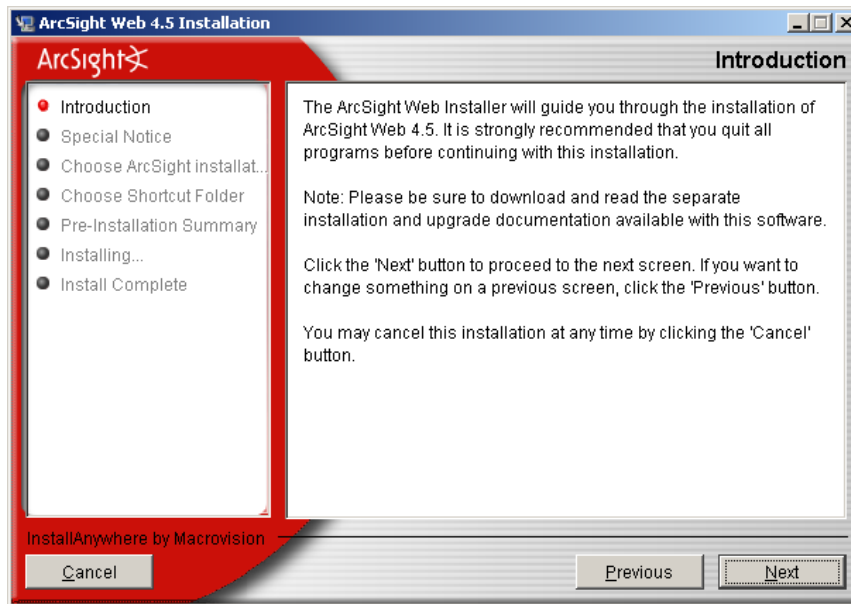 ArcSight Web 4.5 Installation
ArcSight
Introduction
Introduction
Special Notice
Choose ArcSight installat...
Choose Shortcut Folder
Pre-Installation Summary
Installing...
Install Complete
The ArcSight Web Installer will guide you through the installation of
ArcSight Web 4.5. It is strongly recommended that you quit all
programs before continuing with this installation.
Note: Please be sure to download and read the separate
installation and upgrade documentation available with this software.
Click the 'Next' button to proceed to the next screen. If you want to
change something on a previous screen, click the 'Previous' button.
You may cancel this installation at any time by clicking the 'Cancel'
button.
InstallAnywhere by Macrovision
Cancel
Previous
Next